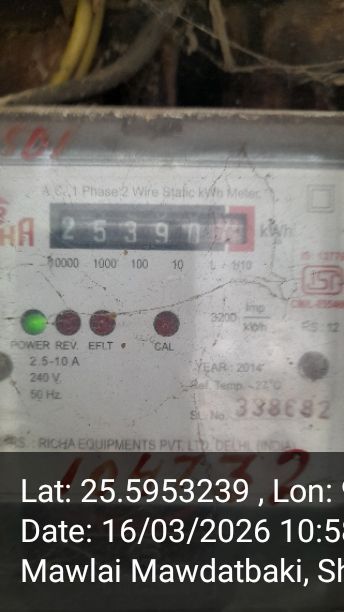 A.C. 1 Phase 2 Wire Static kWh Meter
HA 2 5 3 9 kWh
10000 1000 100 10 1 1/10
3200 Imp
kWh
POWER REV. EFLT CAL
2.5-10 A
240 V.
50 Hz.
YEAR : 2014
Ref. Temp. -27°C
SL. No. 338682
RICHA EQUIPMENTS PVT. LTD. DELHI (INDIA)
Lat: 25.5953239 , Lon:
Date: 16/03/2026 10:58
Mawlai Mawdatbaki, Sh